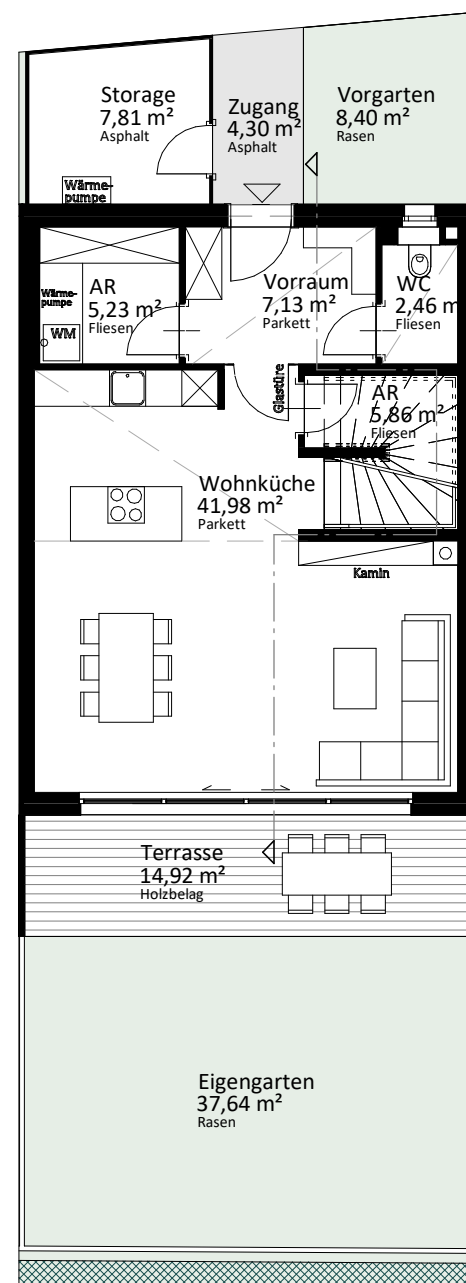 Storage
7,81 m²
Asphalt
Zugang
4,30 m²
Asphalt
Vorgarten
8,40 m²
Rasen
Wärme-
pumpe
AR
5,23 m²
Fliesen
Wärme-
pumpe
WM
Vorraum
7,13 m²
Parkett
WC
2,46 m
Fliesen
Glastüre
AR
5,86 m²
Fliesen
Wohnküche
41,98 m²
Parkett
Kamin
Terrasse
14,92 m²
Holzbelag
Eigengarten
37,64 m²
Rasen